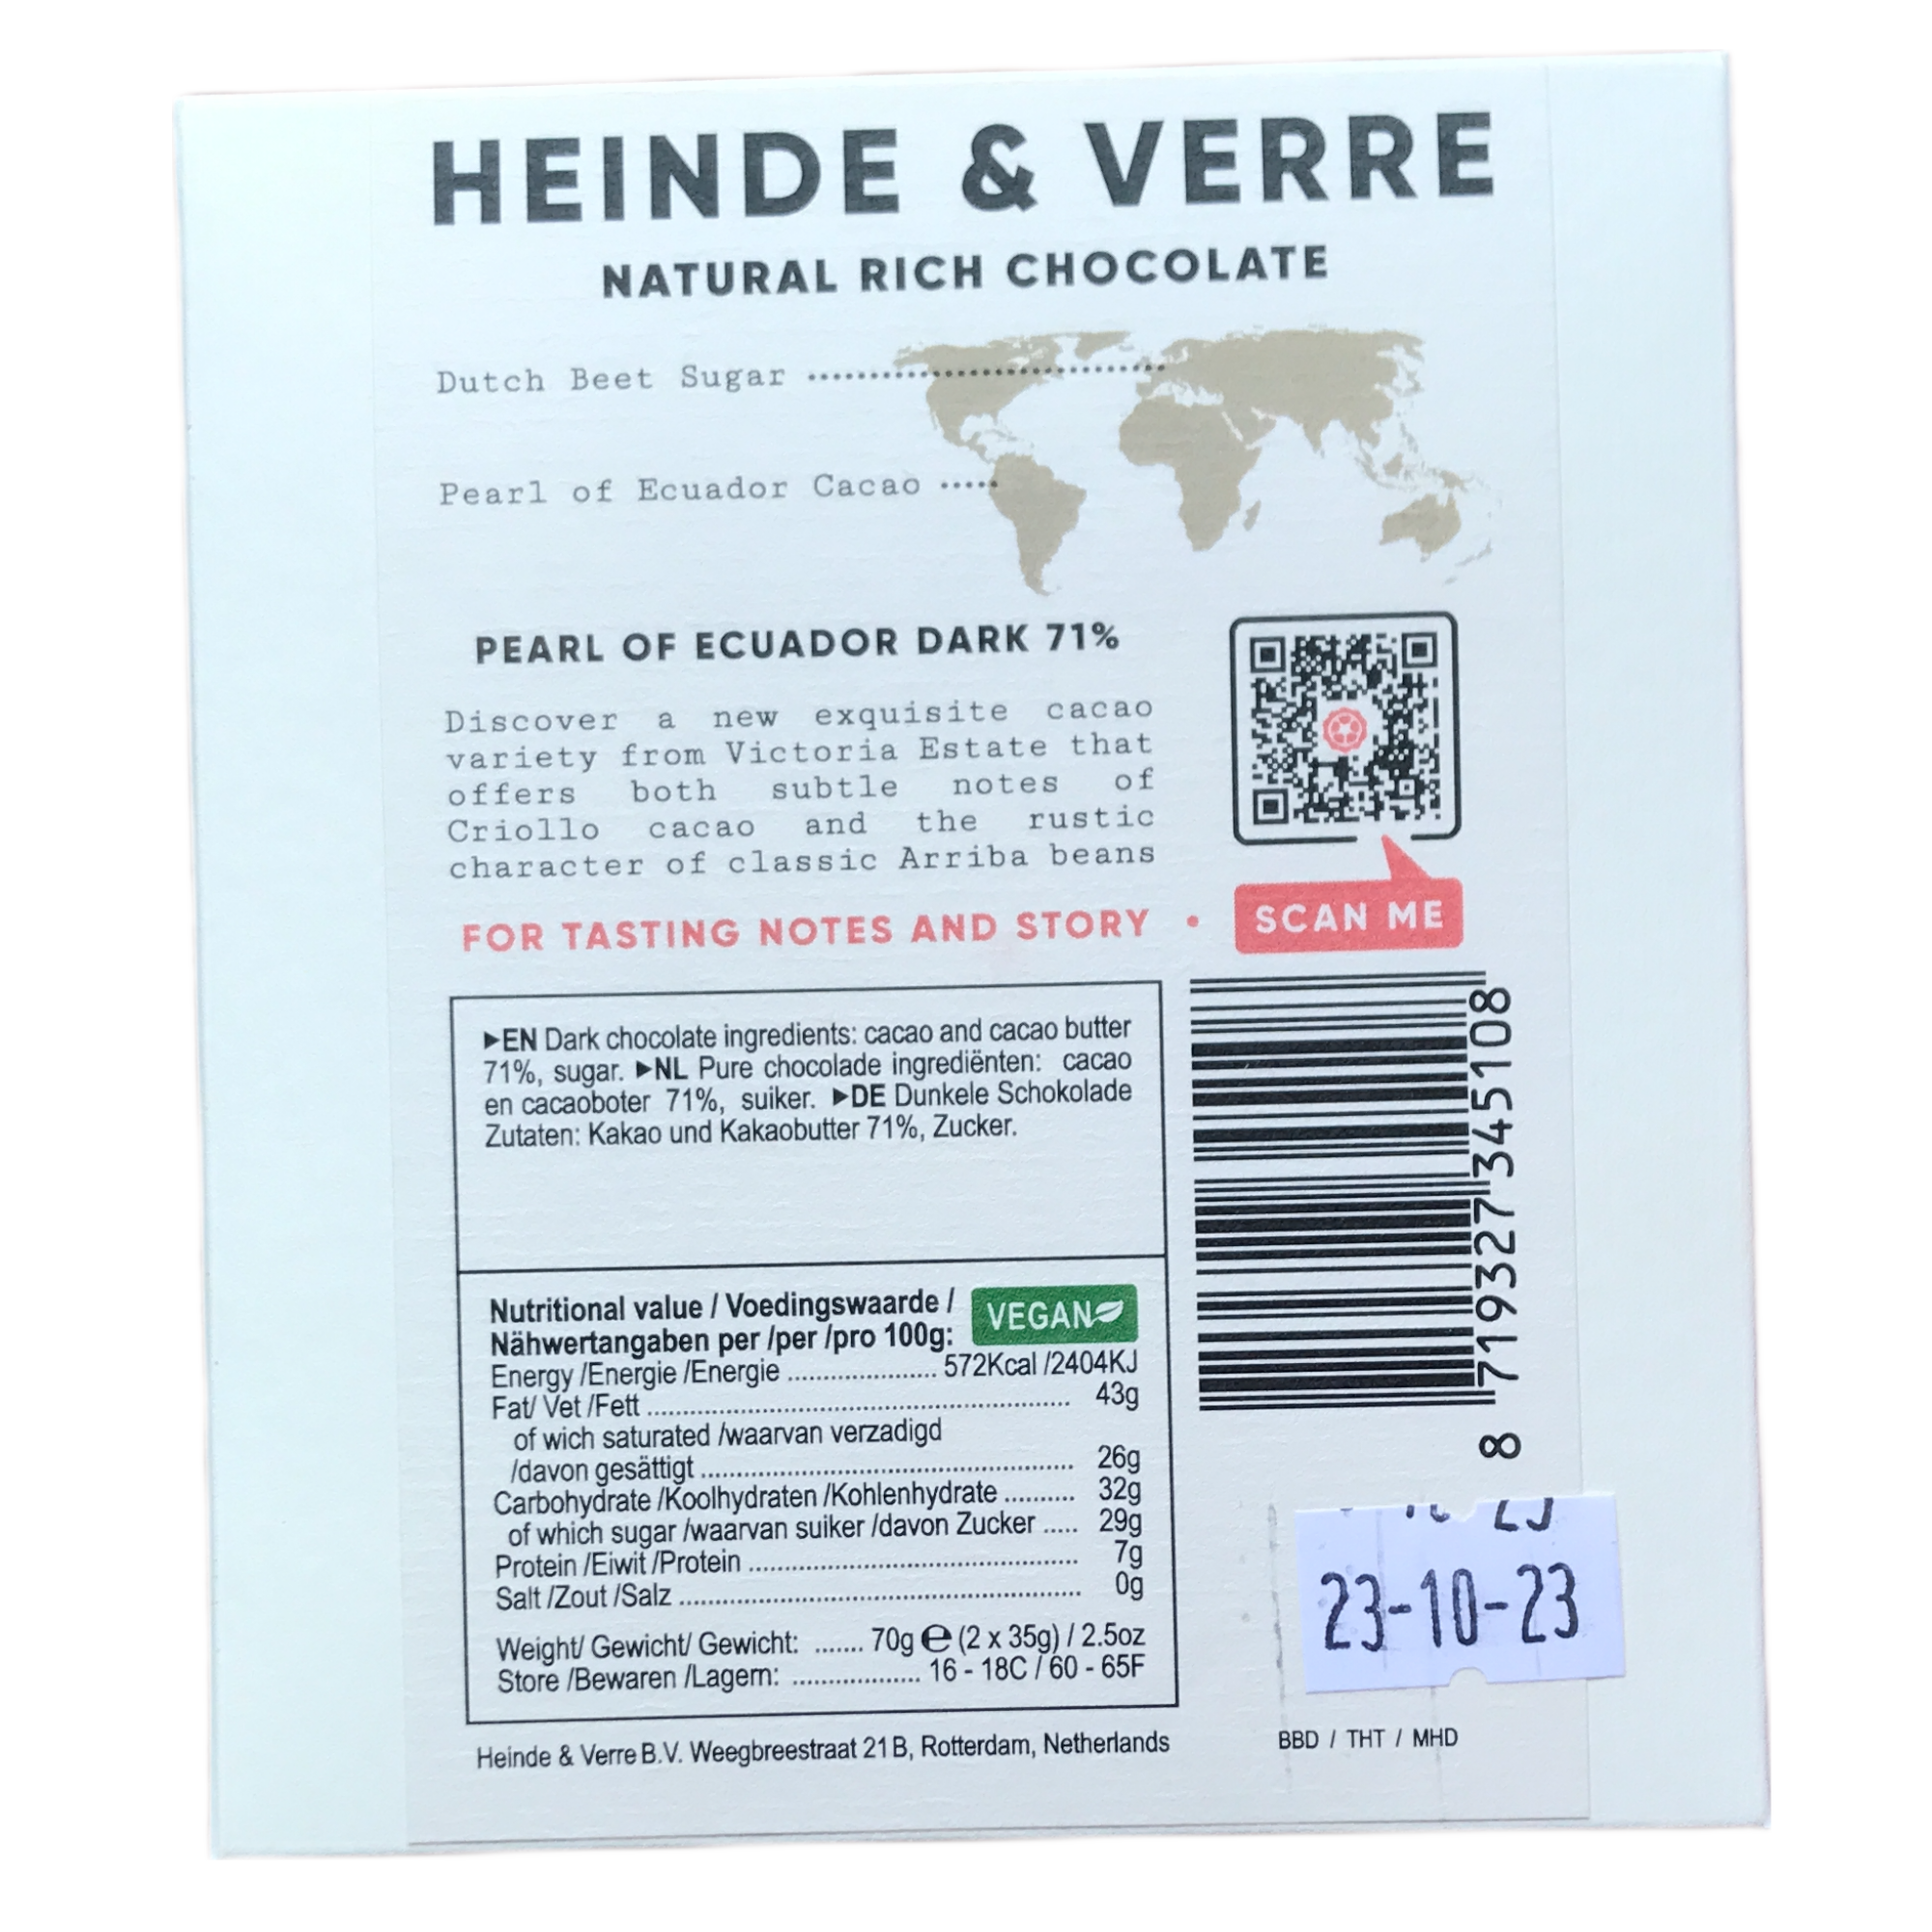 HEINDE & VERRE
NATURAL RICH CHOCOLATE
Dutch Beet Sugar
Pearl of Ecuador Cacao
PEARL OF ECUADOR DARK 71%
Discover a new exquisite cacao
variety from Victoria Estate that
offers both subtle notes of
Criollo cacao and the rustic
character of classic Arriba beans
FOR TASTING NOTES AND STORY • SCAN ME
►EN Dark chocolate ingredients: cacao and cacao butter
71%, sugar. ►NL Pure chocolade ingrediënten: cacao
en cacaoboter 71%, suiker. ►DE Dunkele Schokolade
Zutaten: Kakao und Kakaobutter 71%, Zucker.
Nutritional value / Voedingswaarde /
Nähwertangaben per /per /pro 100g:
VEGAN
Energy /Energie /Energie .................... 572Kcal /2404KJ
Fat/ Vet /Fett .................... 43g
of wich saturated /waarvan verzadigd
/davon gesättigt .................... 26g
Carbohydrate /Koolhydraten /Kohlenhydrate .......... 32g
of which sugar /waarvan suiker /davon Zucker ..... 29g
Protein /Eiwit /Protein .................... 7g
Salt /Zout /Salz .................... 0g
Weight/ Gewicht/ Gewicht: ....... 70g e (2 x 35g) / 2.5oz
Store /Bewaren /Lagern: .................. 16 - 18C / 60 - 65F
Heinde & Verre B.V. Weegbreestraat 21 B, Rotterdam, Netherlands
8 719327 345108
23-10-23
BBD / THT / MHD